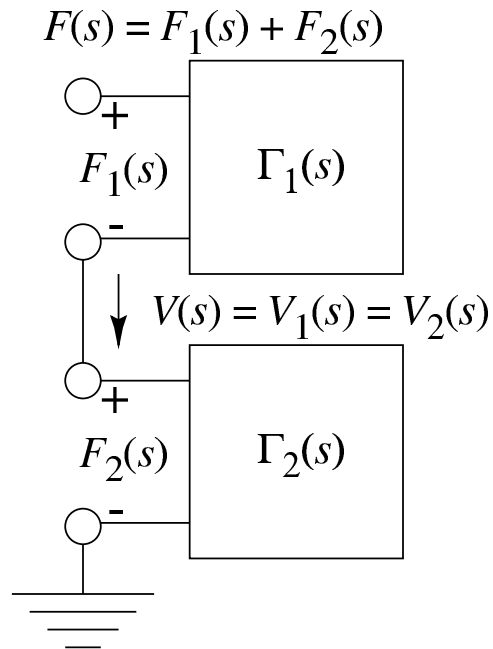 F(s) = F₁(s) + F₂(s)
+
F₁(s)
Γ₁(s)
-
V(s) = V₁(s) = V₂(s)
+
F₂(s)
Γ₂(s)
-